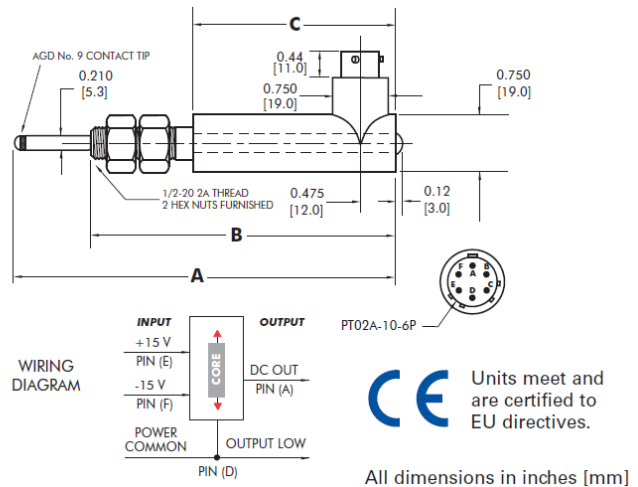 C
AGD No. 9 CONTACT TIP
0.210
[5.3]
0.44
[11.0]
0.750
[19.0]
0.750
[19.0]
1/2-20 2A THREAD
2 HEX NUTS FURNISHED
0.475
[12.0]
0.12
[3.0]
B
A
F
A
B
E
D
C
PT02A-10-6P
WIRING
DIAGRAM
INPUT
OUTPUT
+15 V
PIN (E)
-15 V
PIN (F)
CORE
DC OUT
PIN (A)
POWER
COMMON
OUTPUT LOW
PIN (D)
CE
Units meet and
are certified to
EU directives.
All dimensions in inches [mm]